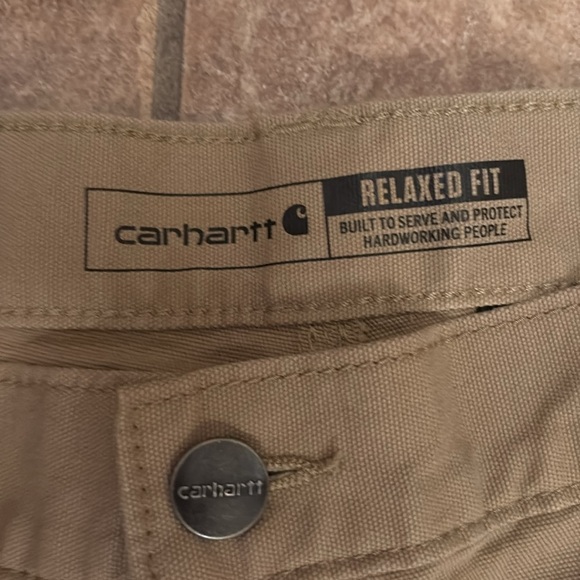 carhartt
RELAXED FIT
BUILT TO SERVE AND PROTECT
HARDWORKING PEOPLE
carhartt